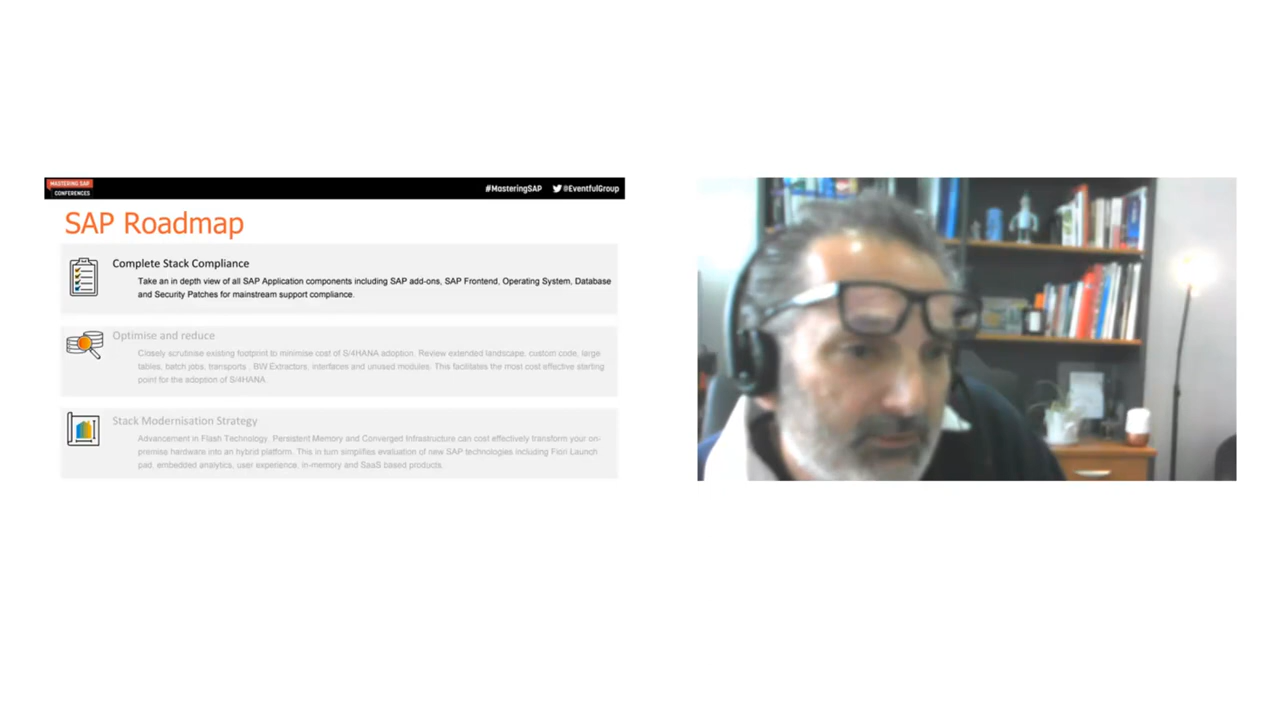 MASTERING SAP
CONFERENCES
#MasteringSAP @EventfulGroup
SAP Roadmap
Complete Stack Compliance
Take an in depth view of all SAP Application components including SAP add-ons, SAP Frontend, Operating System, Database
and Security Patches for mainstream support compliance.
Optimise and reduce
Closely scrutinise existing footprint to minimise cost of S/4HANA adoption. Review extended landscape, custom code, large
tables, batch jobs, transports , BW Extractors, interfaces and unused modules. This facilitates the most cost effective starting
point for the adoption of S/4HANA.
Stack Modernisation Strategy
Advancement in Flash Technology, Persistent Memory and Converged Infrastructure can cost effectively transform your on-
premise hardware into an hybrid platform. This in turn simplifies evaluation of new SAP technologies including Fiori Launch
pad, embedded analytics, user experience, in-memory and SaaS based products.